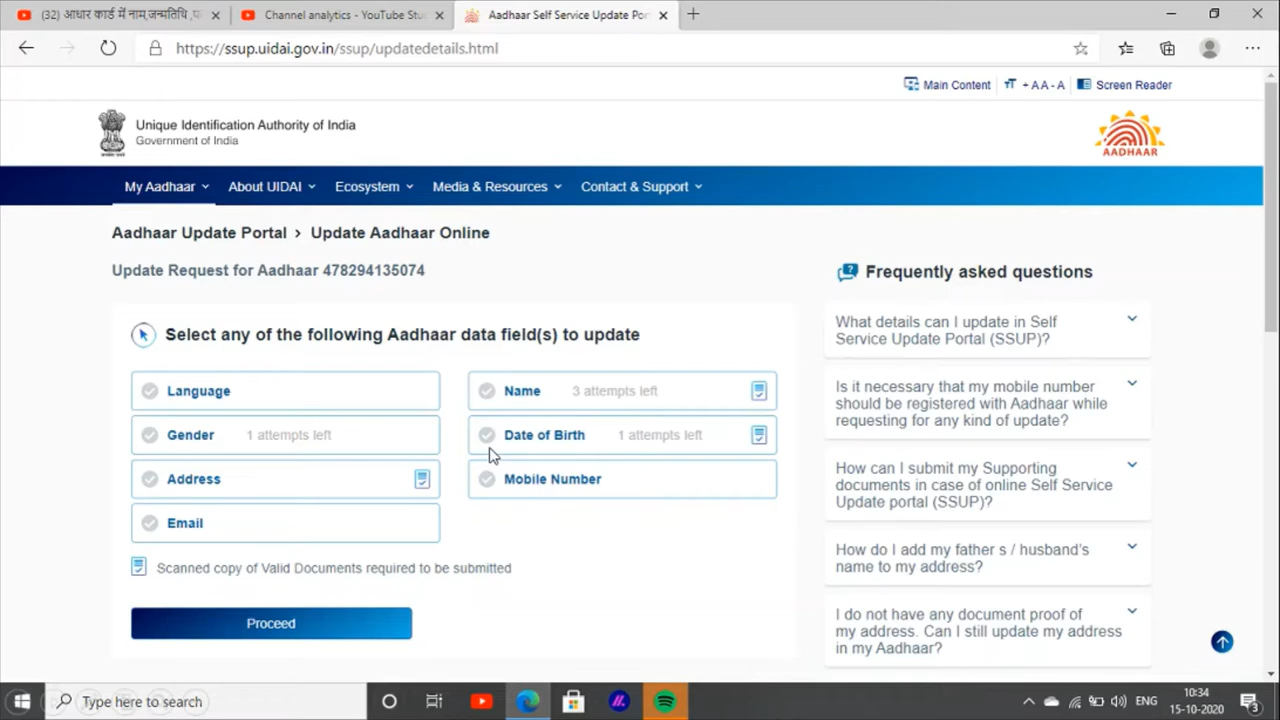 (32) आधार कार्ड में नाम,जन्मतिथि ,प
Channel analytics - YouTube Stu
Aadhaar Self Service Update Por
https://ssup.uidai.gov.in/ssup/updatedetails.html
Main Content
+ A A - A
Screen Reader
Unique Identification Authority of India
Government of India
AADHAAR
My Aadhaar
About UIDAI
Ecosystem
Media & Resources
Contact & Support
Aadhaar Update Portal > Update Aadhaar Online
Update Request for Aadhaar 478294135074
Select any of the following Aadhaar data field(s) to update
Language
Name 3 attempts left
Gender 1 attempts left
Date of Birth 1 attempts left
Address
Mobile Number
Email
Scanned copy of Valid Documents required to be submitted
Proceed
Frequently asked questions
What details can I update in Self
Service Update Portal (SSUP)?
Is it necessary that my mobile number
should be registered with Aadhaar while
requesting for any kind of update?
How can I submit my Supporting
documents in case of online Self Service
Update portal (SSUP)?
How do I add my father s / husband's
name to my address?
I do not have any document proof of
my address. Can I still update my address
in my Aadhaar?
Type here to search
ENG
10:34
15-10-2020
3